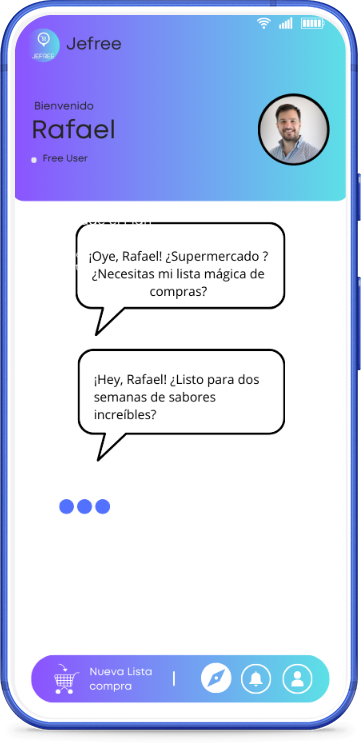 Jefree
JEFREE
Bienvenido
Rafael
Free User
¡Oye, Rafael! ¿Supermercado ?
¿Necesitas mi lista mágica de
compras?
¡Hey, Rafael! ¿Listo para dos
semanas de sabores
increíbles?
Nueva Lista
compra